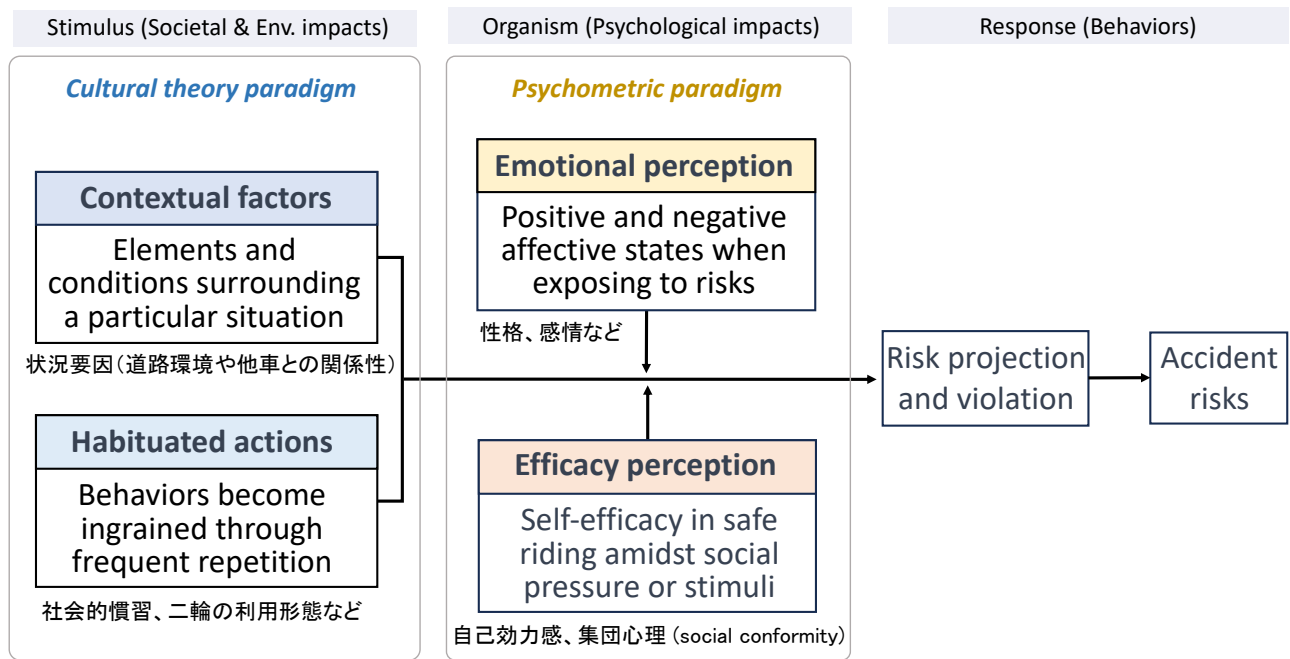 Stimulus (Societal & Env. impacts)
Organism (Psychological impacts)
Response (Behaviors)
Cultural theory paradigm
Contextual factors
Elements and
conditions surrounding
a particular situation
状況要因(道路環境や他車との関係性)
Habituated actions
Behaviors become
ingrained through
frequent repetition
社会的慣習、二輪の利用形態など
Psychometric paradigm
Emotional perception
Positive and negative
affective states when
exposing to risks
性格、感情など
Efficacy perception
Self-efficacy in safe
riding amidst social
pressure or stimuli
自己効力感、集団心理 (social conformity)
Risk projection
and violation
Accident
risks